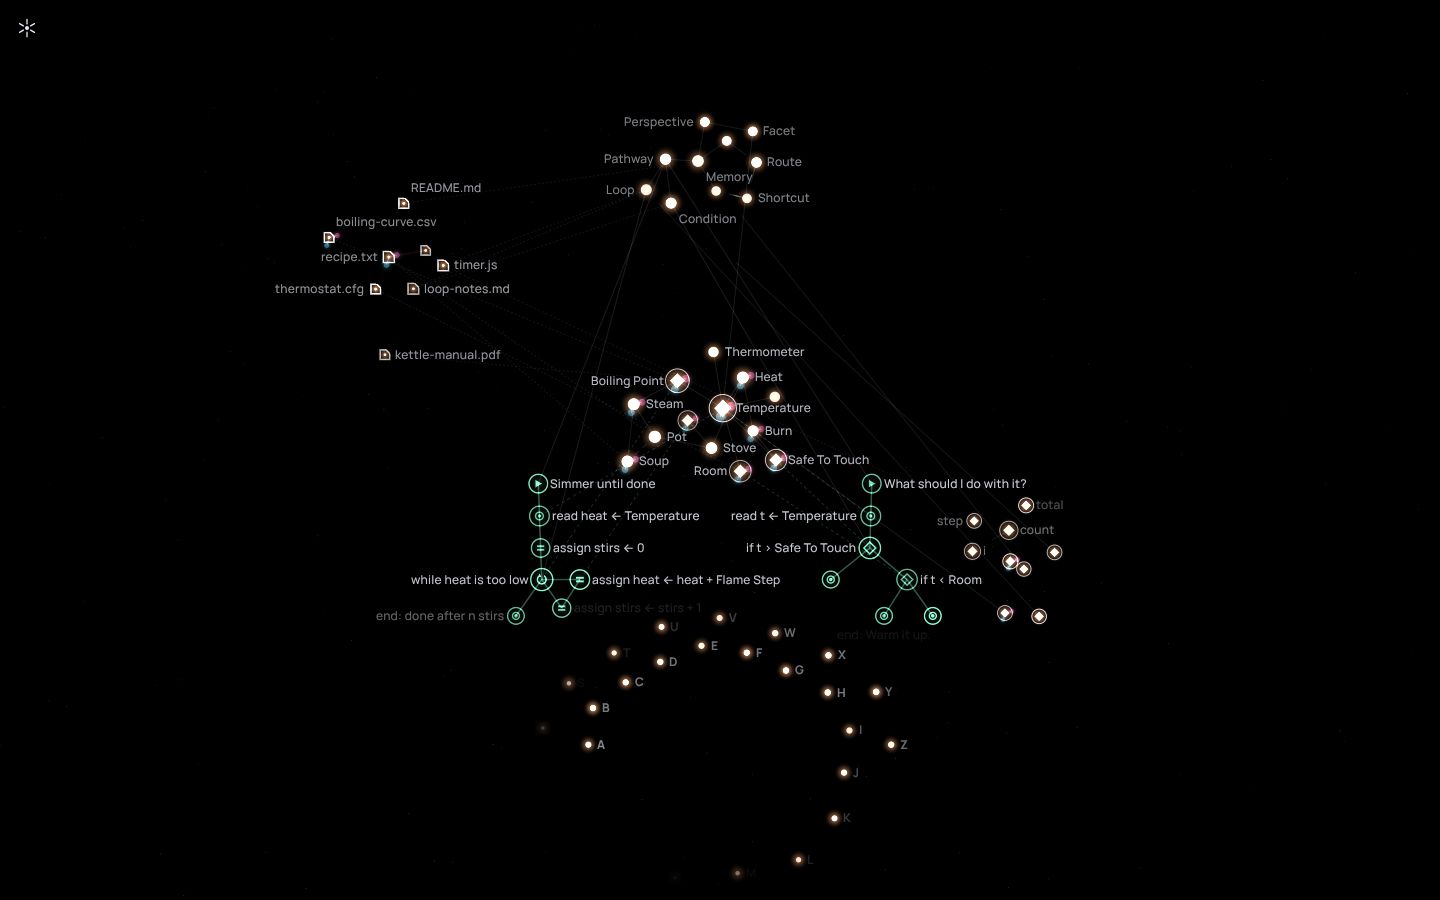 Perspective
Facet
Pathway
Route
Memory
Loop
Shortcut
Condition
README.md
boiling-curve.csv
recipe.txt
timer.js
thermostat.cfg
loop-notes.md
kettle-manual.pdf
Thermometer
Boiling Point
Heat
Steam
Temperature
Pot
Burn
Stove
Soup
Room
Safe To Touch
Simmer until done
What should I do with it?
read heat ← Temperature
read t ← Temperature
total
step
count
assign stirs ← 0
if t > Safe To Touch
i
while heat is too low
assign heat ← heat + Flame Step
if t < Room
end: done after n stirs
assign stirs ← stirs + 1
end: Warm it up
V
U
W
E
T
D
F
X
G
S
C
H
Y
B
I
A
Z
J
K
L
M